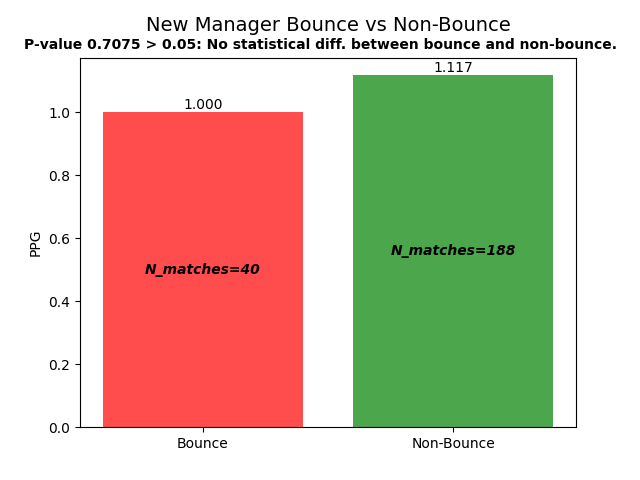 New Manager Bounce vs Non-Bounce
P-value 0.7075 > 0.05: No statistical diff. between bounce and non-bounce.
1.117
1.000
1.0
0.8
0.6
0.4
0.2
0.0
PPG
N_matches=40
N_matches=188
Bounce
Non-Bounce